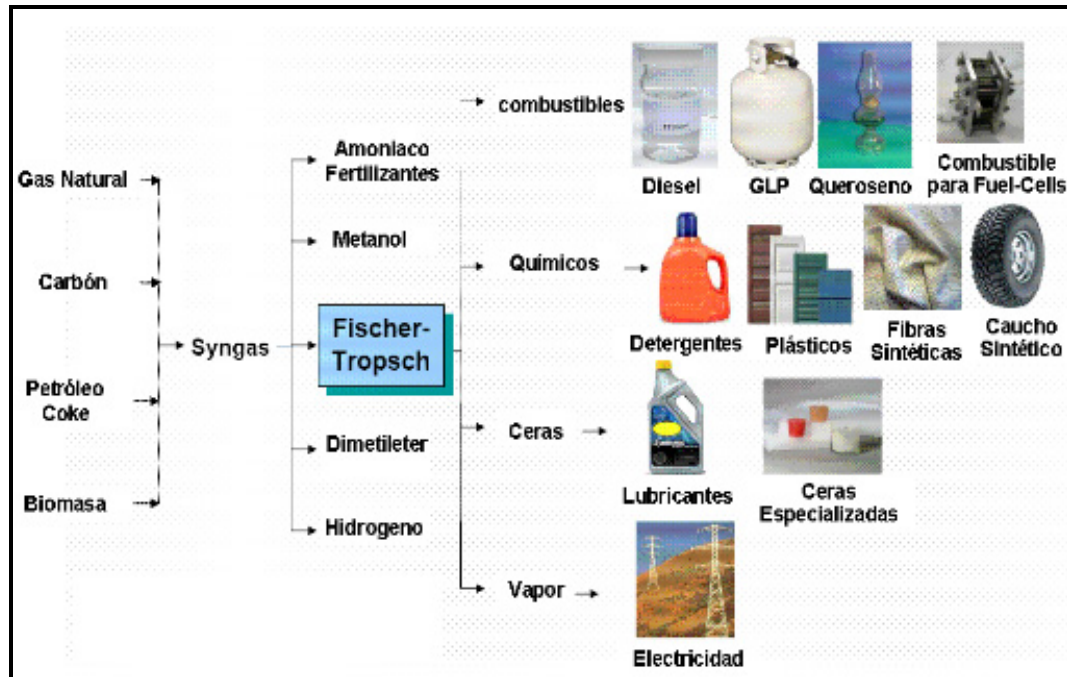 Gas Natural
Carbón
Petróleo
Coke
Biomasa
Syngas
Amoniaco
Fertilizantes
Metanol
Fischer-
Tropsch
Dimetileter
Hidrogeno
combustibles
Diesel
GLP
Queroseno
Combustible
para Fuel-Cells
Químicos
Detergentes
Plásticos
Fibras
Sintéticas
Caucho
Sintético
Ceras
Lubricantes
Ceras
Especializadas
Vapor
Electricidad